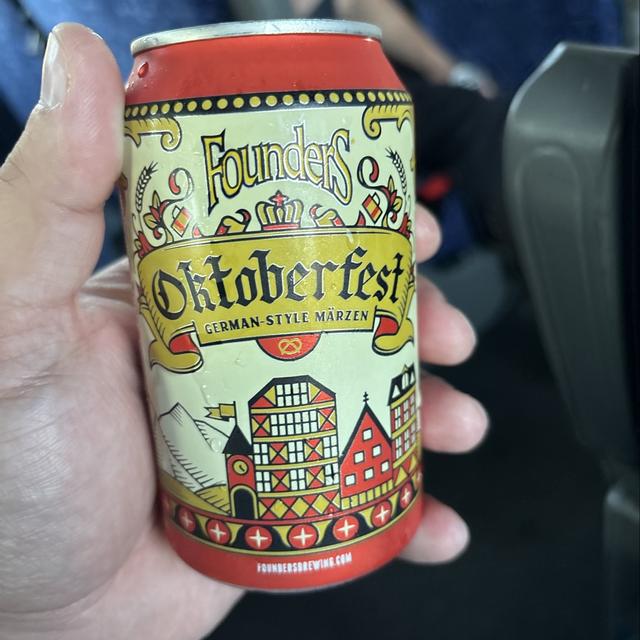 Founders
Oktoberfest
GERMAN-STYLE MÄRZEN
FOUNDERSBREWING.COM